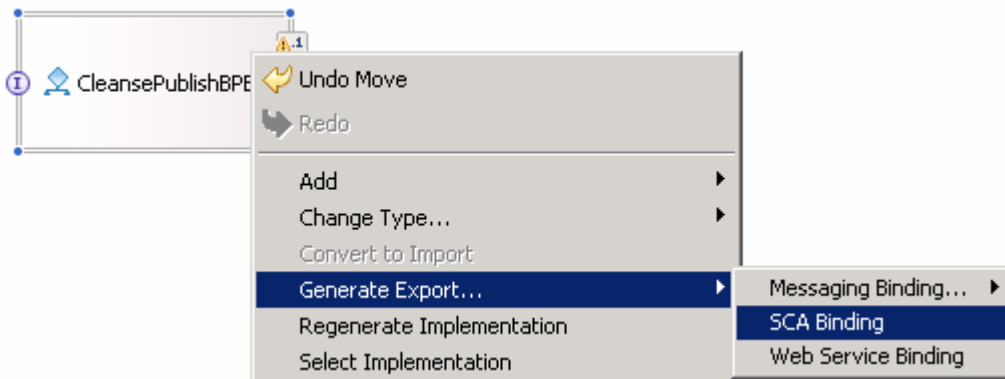 .1
I
CleansePublishBPE
Undo Move
Redo
Add
Change Type...
Convert to Import
Generate Export...
Messaging Binding...
SCA Binding
Regenerate Implementation
Web Service Binding
Select Implementation